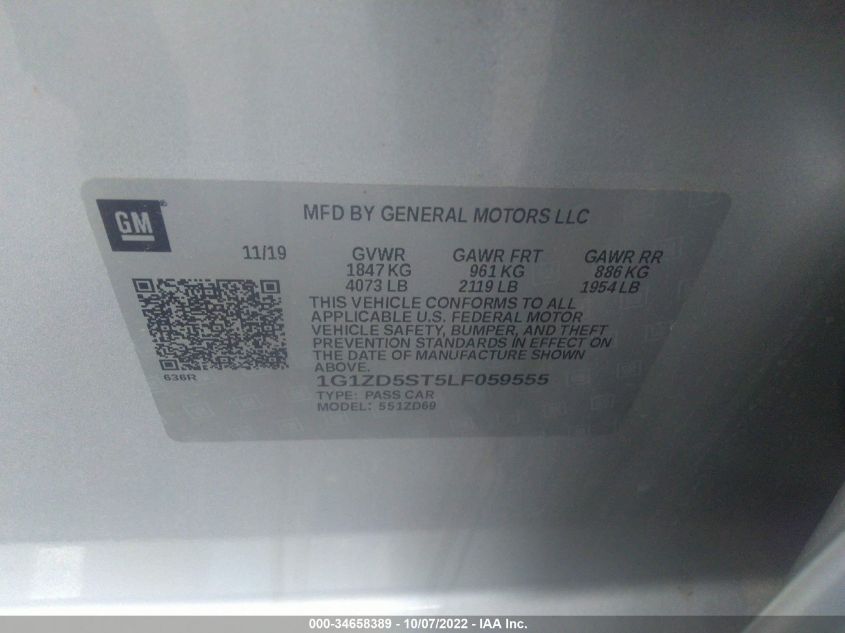 GM ®
MFD BY GENERAL MOTORS LLC
11/19 GVWR GAWR FRT GAWR RR
1847 KG 961 KG 886 KG
4073 LB 2119 LB 1954 LB
THIS VEHICLE CONFORMS TO ALL
APPLICABLE U.S. FEDERAL MOTOR
VEHICLE SAFETY, BUMPER, AND THEFT
PREVENTION STANDARDS IN EFFECT ON
THE DATE OF MANUFACTURE SHOWN
ABOVE.
636R
1G1ZD5ST5LF059555
TYPE: PASS CAR
MODEL: 551ZD69
000-34658389 - 10/07/2022 - IAA Inc.